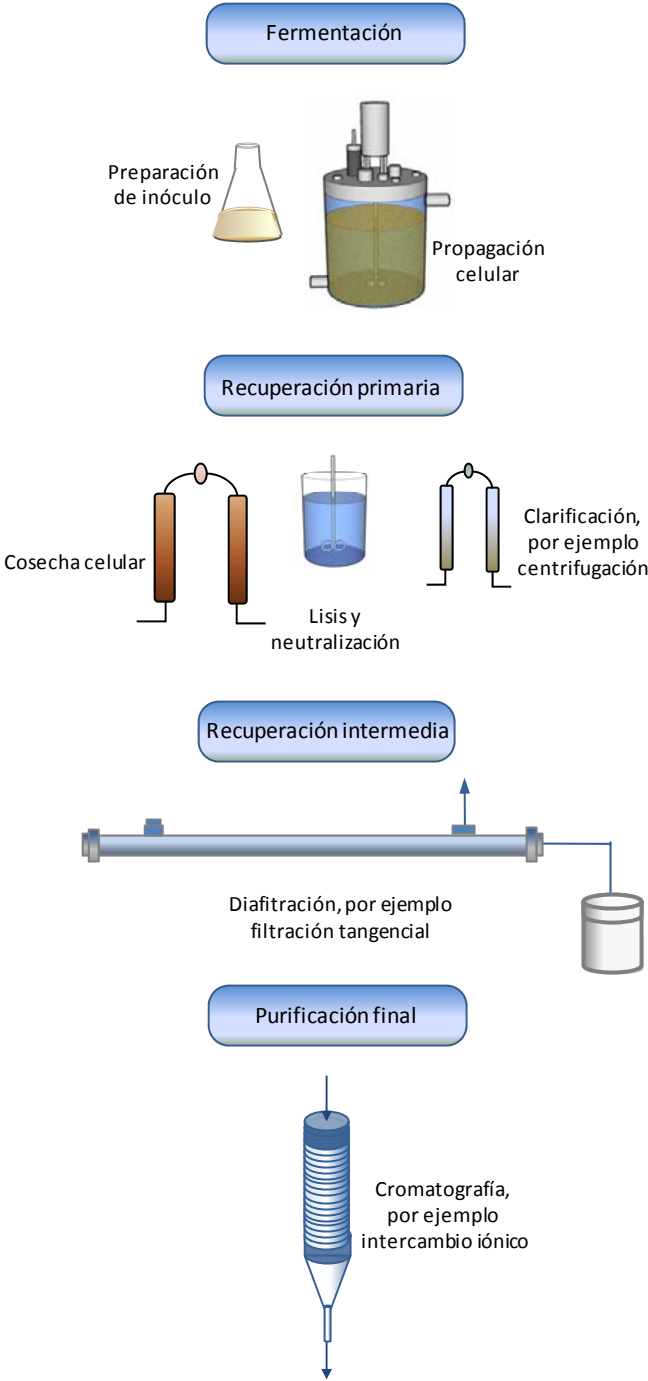 Fermentación
Preparación
de inóculo
Propagación
celular
Recuperación primaria
Cosecha celular
Lisis y
neutralización
Clarificación,
por ejemplo
centrifugación
Recuperación intermedia
Diafitración, por ejemplo
filtración tangencial
Purificación final
Cromatografía,
por ejemplo
intercambio iónico